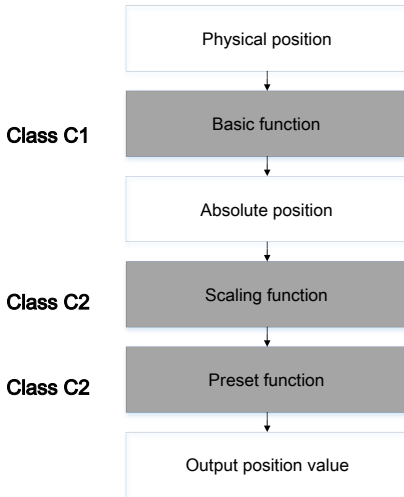 Physical position
Class C1
Basic function
Absolute position
Class C2
Scaling function
Class C2
Preset function
Output position value